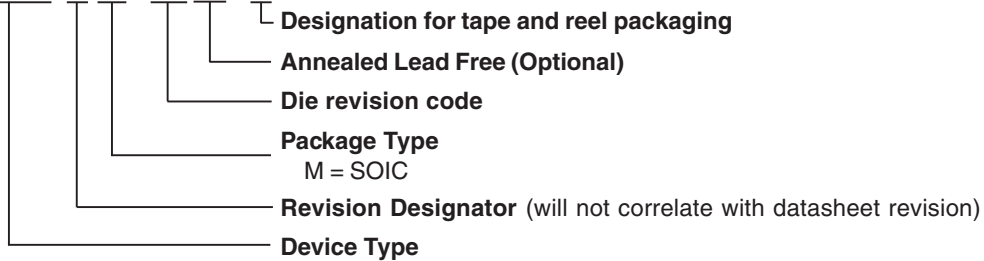 Designation for tape and reel packaging
Annealed Lead Free (Optional)
Die revision code
Package Type
M = SOIC
Revision Designator (will not correlate with datasheet revision)
Device Type